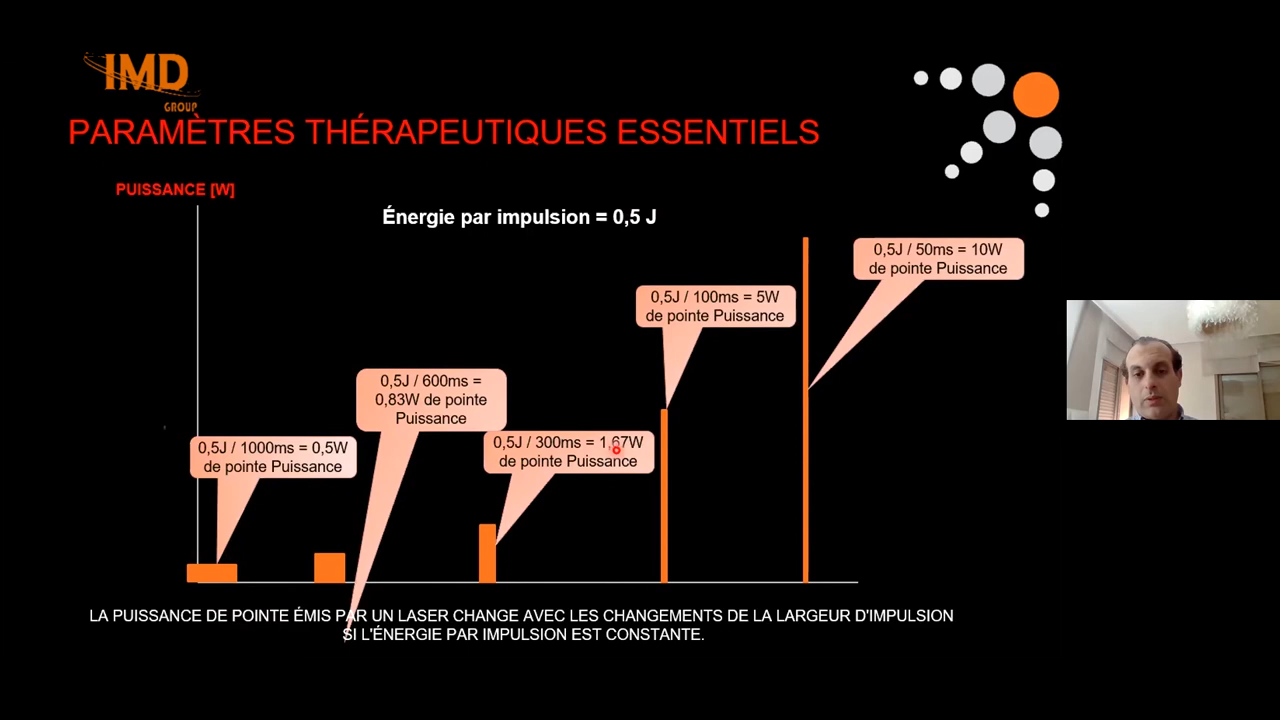 IMD
GROUP
PARAMÈTRES THÉRAPEUTIQUES ESSENTIELS
PUISSANCE [W]
Énergie par impulsion = 0,5 J
0,5J / 50ms = 10W
de pointe Puissance
0,5J / 100ms = 5W
de pointe Puissance
0,5J / 600ms =
0,83W de pointe
Puissance
0,5J / 300ms = 1,67W
de pointe Puissance
0,5J / 1000ms = 0,5W
de pointe Puissance
LA PUISSANCE DE POINTE ÉMIS PAR UN LASER CHANGE AVEC LES CHANGEMENTS DE LA LARGEUR D'IMPULSION
SI L'ÉNERGIE PAR IMPULSION EST CONSTANTE.